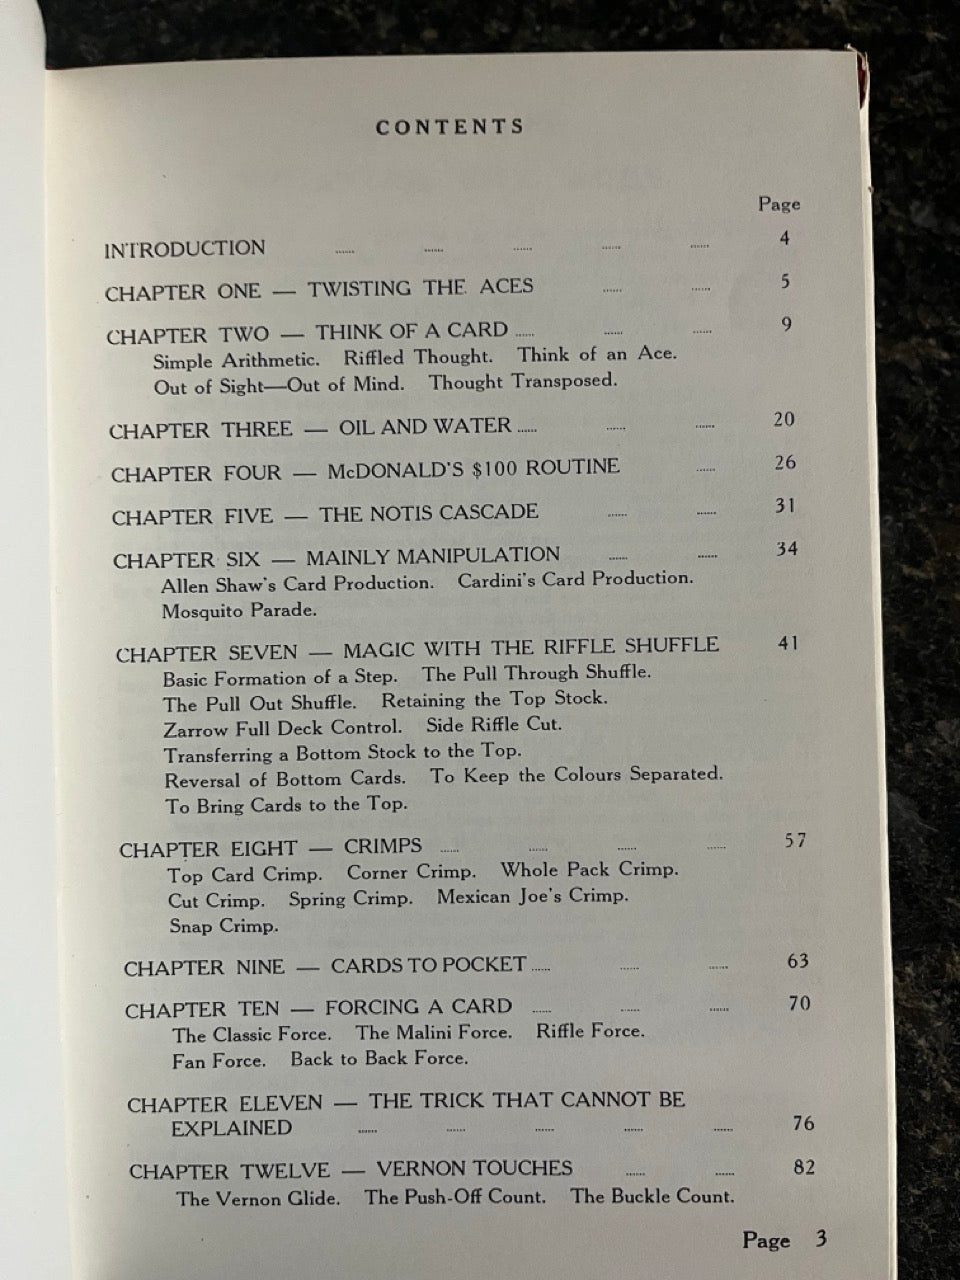 CONTENTS
Page
INTRODUCTION ...... ...... ...... ...... ...... 4
CHAPTER ONE — TWISTING THE ACES ...... ...... 5
CHAPTER TWO — THINK OF A CARD ...... ...... ...... 9
Simple Arithmetic. Riffled Thought. Think of an Ace.
Out of Sight—Out of Mind. Thought Transposed.
CHAPTER THREE — OIL AND WATER ...... ...... ...... 20
CHAPTER FOUR — McDONALD'S $100 ROUTINE ...... 26
CHAPTER FIVE — THE NOTIS CASCADE ...... ...... 31
CHAPTER SIX — MAINLY MANIPULATION ...... ...... 34
Allen Shaw's Card Production. Cardini's Card Production.
Mosquito Parade.
CHAPTER SEVEN — MAGIC WITH THE RIFFLE SHUFFLE 41
Basic Formation of a Step. The Pull Through Shuffle.
The Pull Out Shuffle. Retaining the Top Stock.
Zarrow Full Deck Control. Side Riffle Cut.
Transferring a Bottom Stock to the Top.
Reversal of Bottom Cards. To Keep the Colours Separated.
To Bring Cards to the Top.
CHAPTER EIGHT — CRIMPS ...... ...... ...... ...... 57
Top Card Crimp. Corner Crimp. Whole Pack Crimp.
Cut Crimp. Spring Crimp. Mexican Joe's Crimp.
Snap Crimp.
CHAPTER NINE — CARDS TO POCKET ...... ...... ...... 63
CHAPTER TEN — FORCING A CARD ...... ...... ...... 70
The Classic Force. The Malini Force. Riffle Force.
Fan Force. Back to Back Force.
CHAPTER ELEVEN — THE TRICK THAT CANNOT BE
EXPLAINED ...... ...... ...... ...... ...... 76
CHAPTER TWELVE — VERNON TOUCHES ...... ...... 82
The Vernon Glide. The Push-Off Count. The Buckle Count.
Page 3